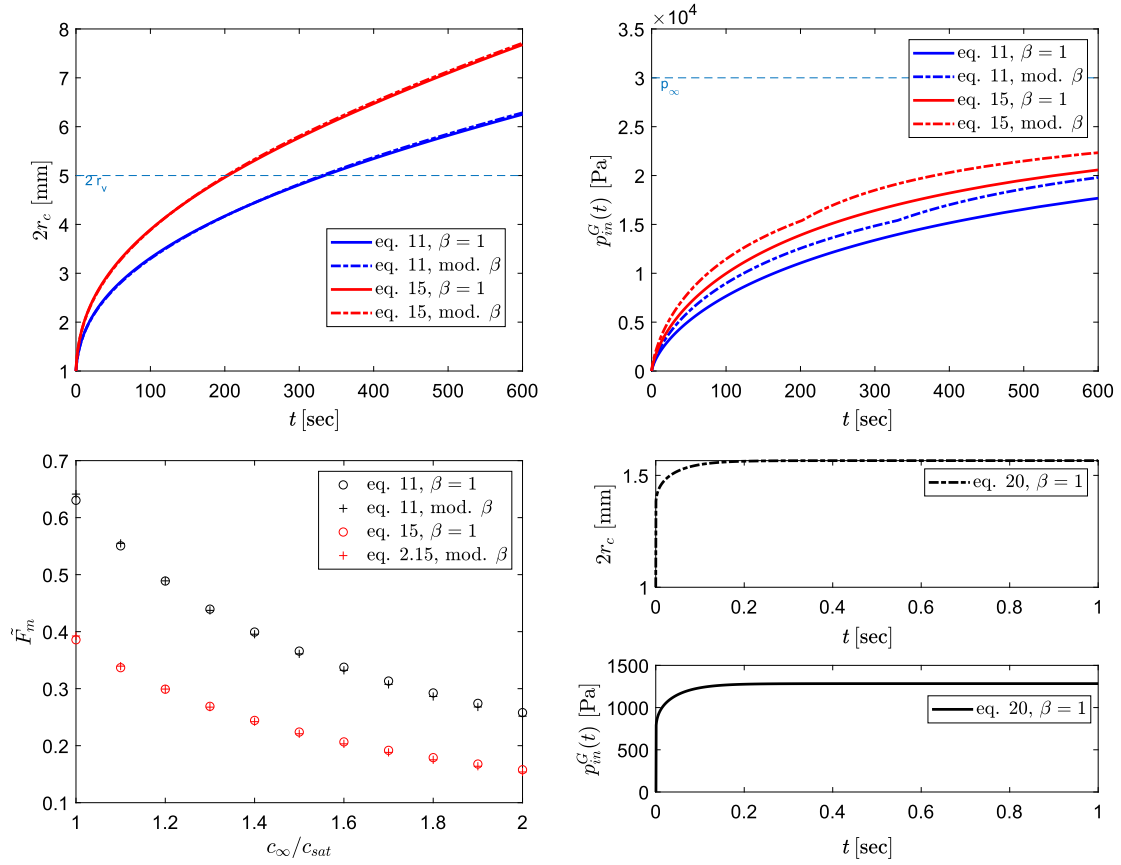 8
7
6
5
4
3
2
1
2r_c [mm]
2 r_v
eq. 11, β = 1
eq. 11, mod. β
eq. 15, β = 1
eq. 15, mod. β
0 100 200 300 400 500 600
t [sec]
× 10^4
3.5
3
2.5
2
1.5
1
0.5
0
p_in^G(t) [Pa]
p_∞
eq. 11, β = 1
eq. 11, mod. β
eq. 15, β = 1
eq. 15, mod. β
0 100 200 300 400 500 600
t [sec]
0.7
0.6
0.5
0.4
0.3
0.2
0.1
F̃_m
eq. 11, β = 1
eq. 11, mod. β
eq. 15, β = 1
eq. 2.15, mod. β
1 1.2 1.4 1.6 1.8 2
c_∞/c_sat
1.5
1
2r_c [mm]
eq. 20, β = 1
0 0.2 0.4 0.6 0.8 1
t [sec]
1500
1000
500
0
p_in^G(t) [Pa]
eq. 20, β = 1
0 0.2 0.4 0.6 0.8 1
t [sec]